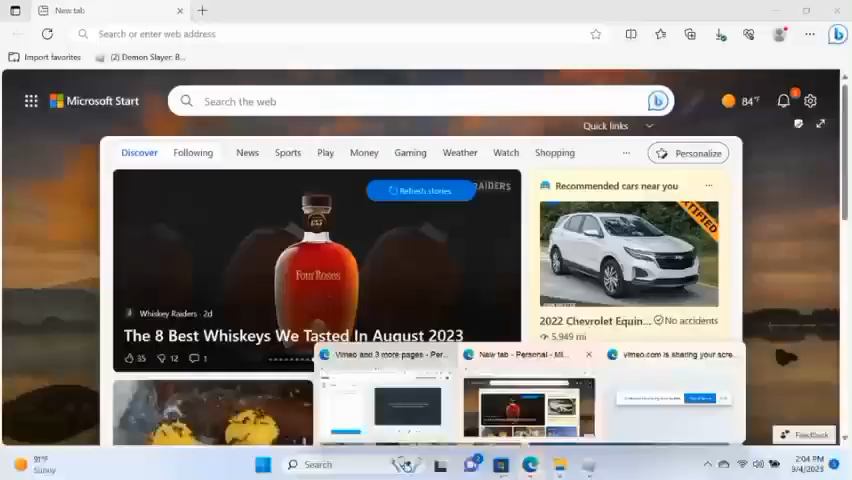 New tab
Search or enter web address
Import favorites
(2) Demon Slayer: B...
Microsoft Start
Search the web
84°F
Quick links
Discover
Following
News
Sports
Play
Money
Gaming
Weather
Watch
Shopping
...
Personalize
Refresh stories
RAIDERS
Four Roses
Whiskey Raiders · 2d
The 8 Best Whiskeys We Tasted In August 2023
35
12
1
Recommended cars near you
...
2022 Chevrolet Equin...
No accidents
5,949 mi
Vimeo and 3 more pages - Per...
New tab - Personal - Mi...
vimeo.com is sharing your scre...
Feedback
91°F
Sunny
Search
2:04 PM
9/4/2023